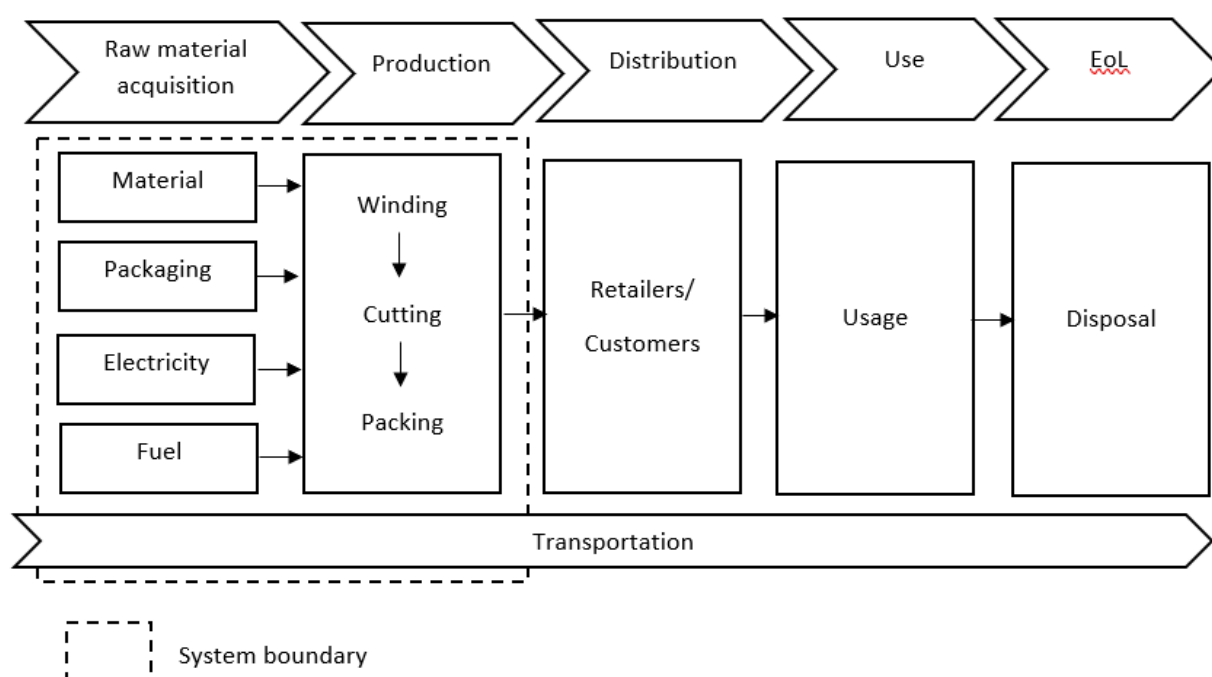 Raw material
acquisition
Production
Distribution
Use
EoL
Material
Packaging
Electricity
Fuel
Winding
Cutting
Packing
Retailers/
Customers
Usage
Disposal
Transportation
System boundary